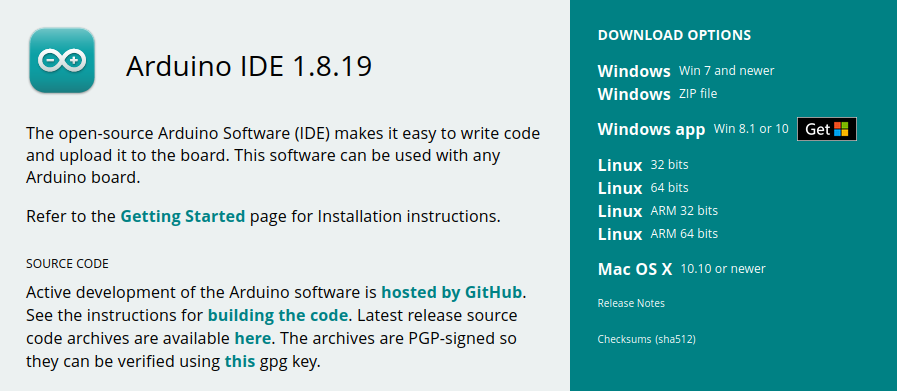 Arduino IDE 1.8.19
The open-source Arduino Software (IDE) makes it easy to write code
and upload it to the board. This software can be used with any
Arduino board.
Refer to the Getting Started page for Installation instructions.
SOURCE CODE
Active development of the Arduino software is hosted by GitHub.
See the instructions for building the code. Latest release source
code archives are available here. The archives are PGP-signed so
they can be verified using this gpg key.
DOWNLOAD OPTIONS
Windows Win 7 and newer
Windows ZIP file
Windows app Win 8.1 or 10 Get
Linux 32 bits
Linux 64 bits
Linux ARM 32 bits
Linux ARM 64 bits
Mac OS X 10.10 or newer
Release Notes
Checksums (sha512)